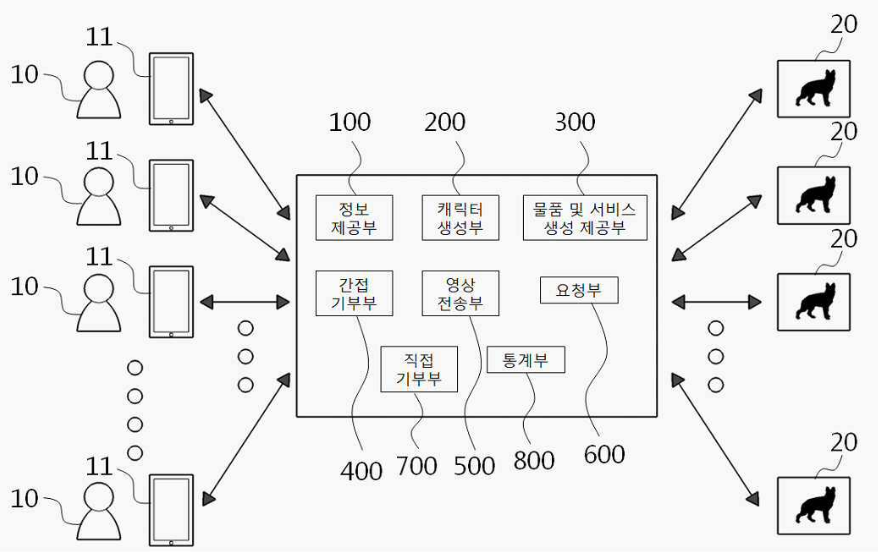 11
10
20
100
200
300
11
10
20
정보
제공부
캐릭터
생성부
물품 및 서비스
생성 제공부
11
10
20
간접
기부부
영상
전송부
요청부
직접
기부부
통계부
400
700
500
800
600
11
10
20